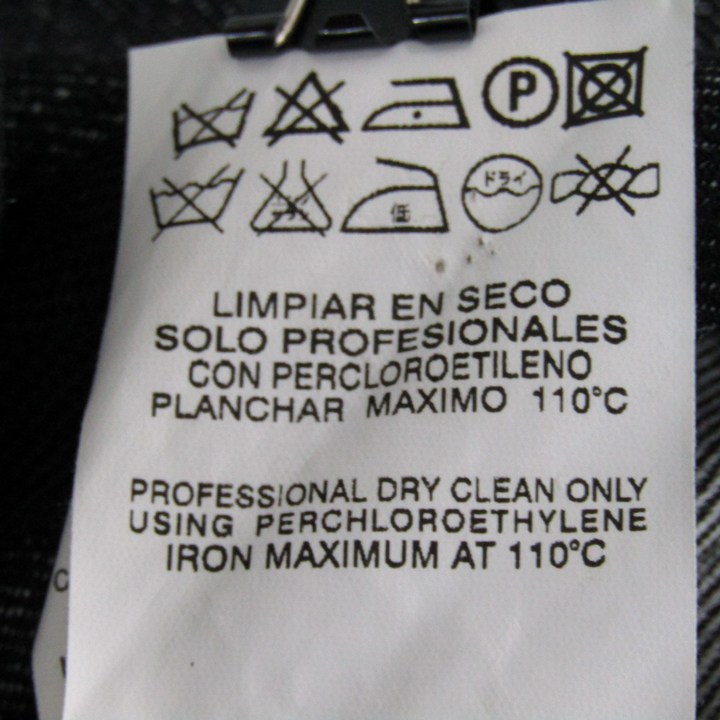 P
低 ドライ
LIMPIAR EN SECO
SOLO PROFESIONALES
CON PERCLOROETILENO
PLANCHAR MAXIMO 110°C
PROFESSIONAL DRY CLEAN ONLY
USING PERCHLOROETHYLENE
IRON MAXIMUM AT 110°C